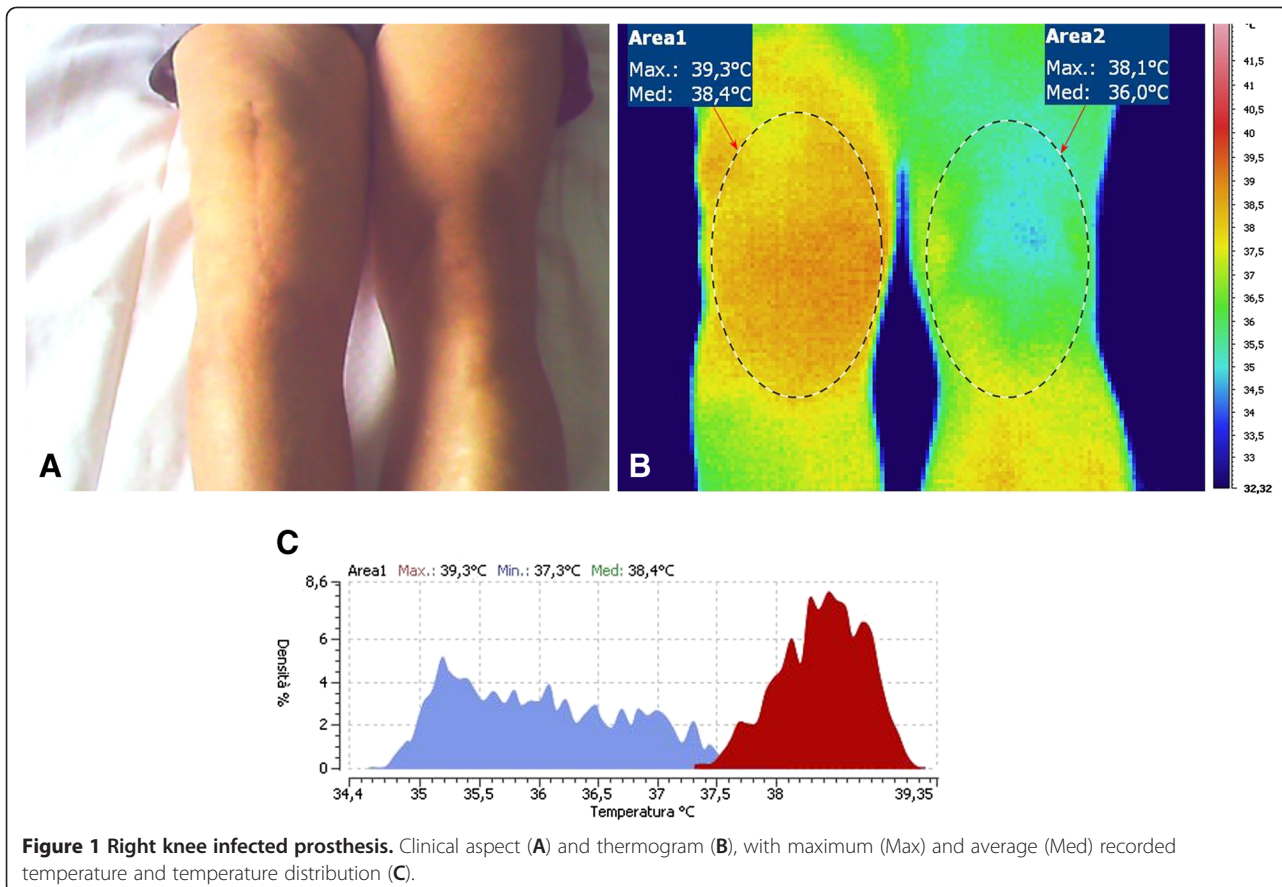 A
Area1
Max.: 39,3°C
Med: 38,4°C
Area2
Max.: 38,1°C
Med: 36,0°C
B
°C
41,5
41
40,5
40
39,5
39
38,5
38
37,5
37
36,5
36
35,5
35
34,5
34
33,5
33
32,32
C
Area1 Max.: 39,3°C Min.: 37,3°C Med: 38,4°C
8,6
6
4
2
0
Densità %
34,4 35 35,5 36 36,5 37 37,5 38 39,35
Temperatura °C
Figure 1 Right knee infected prosthesis. Clinical aspect (A) and thermogram (B), with maximum (Max) and average (Med) recorded
temperature and temperature distribution (C).